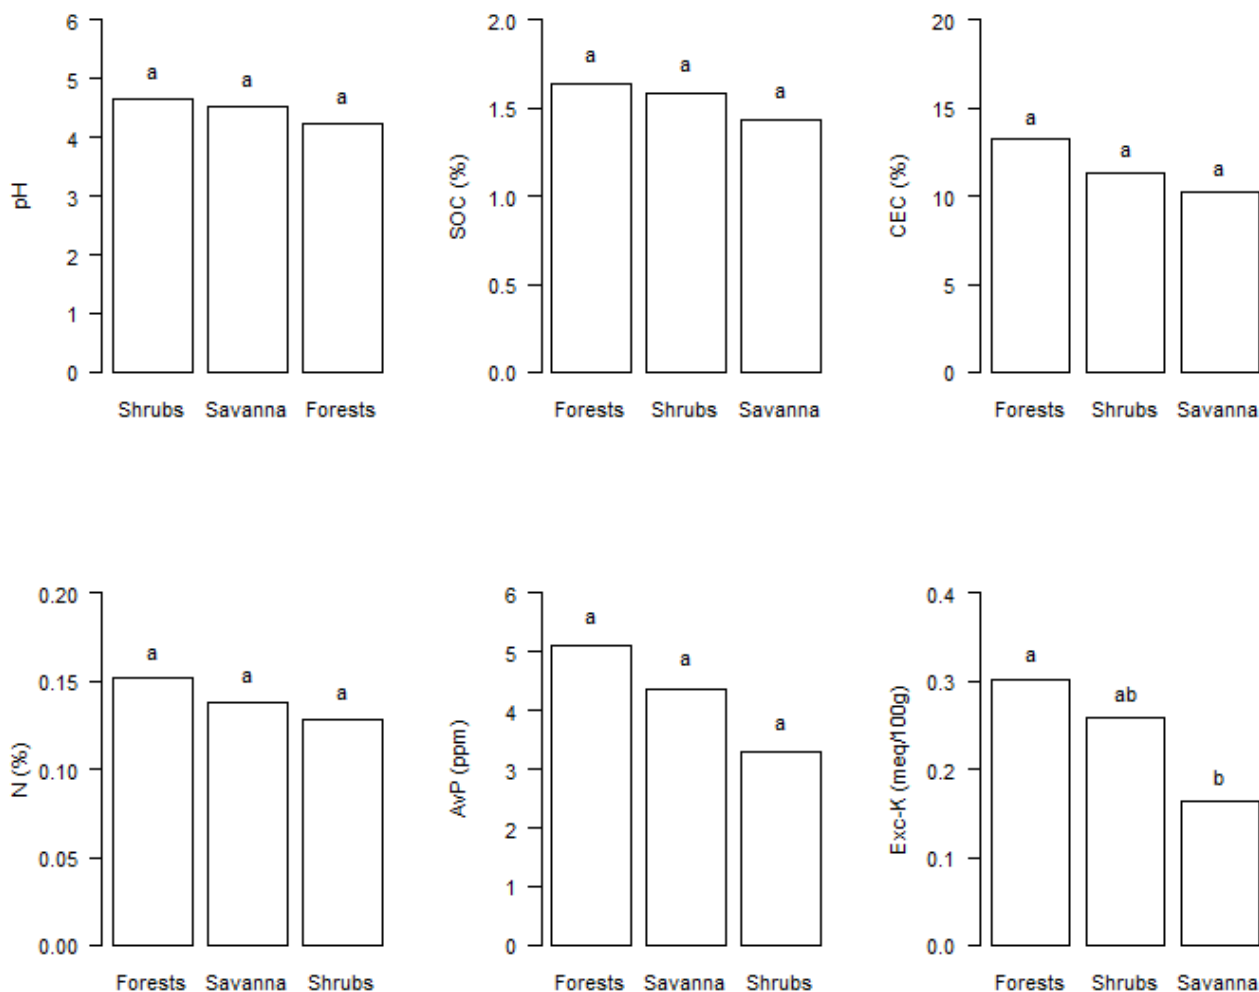 6
5
4
3
2
1
0
pH
a
a
a
Shrubs Savanna Forests
2.0
1.5
1.0
0.5
0.0
SOC (%)
a
a
a
Forests Shrubs Savanna
20
15
10
5
0
CEC (%)
a
a
a
Forests Shrubs Savanna
0.20
0.15
0.10
0.05
0.00
N (%)
a
a
a
Forests Savanna Shrubs
6
5
4
3
2
1
0
AvP (ppm)
a
a
a
Forests Savanna Shrubs
0.4
0.3
0.2
0.1
0.0
Exc-K (meq/100g)
a
ab
b
Forests Shrubs Savanna